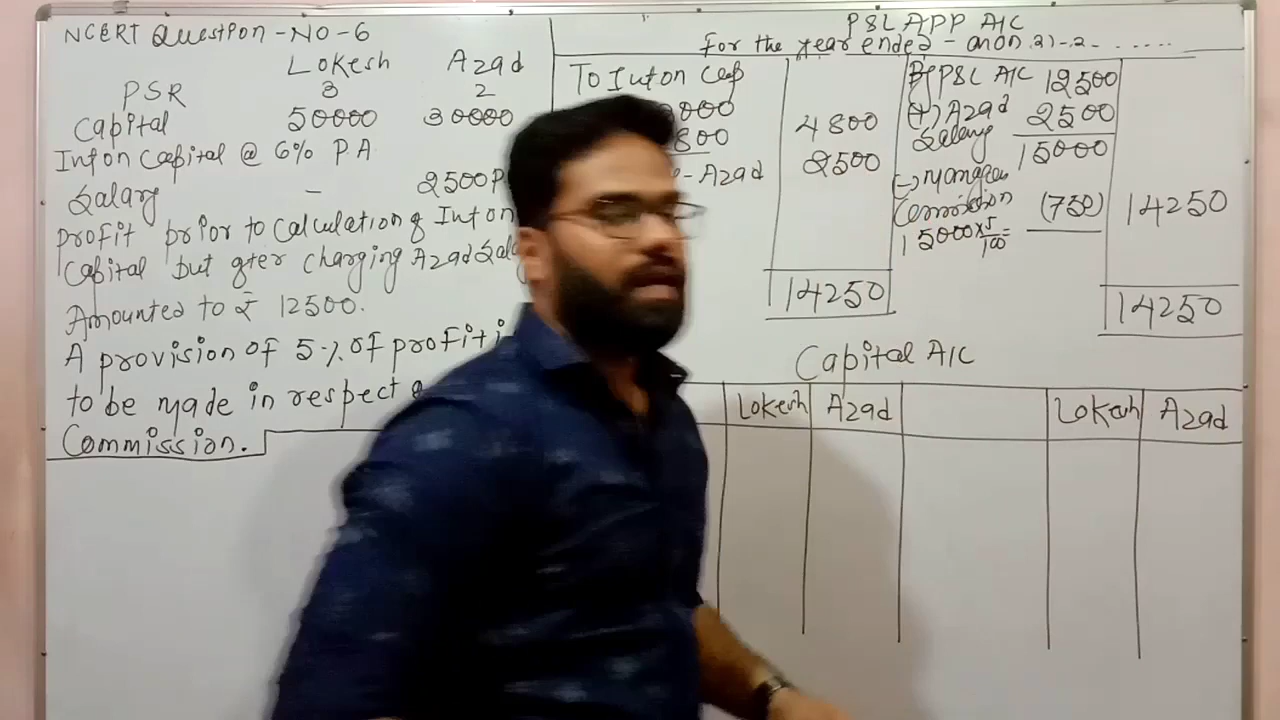 NCERT Question - NO - 6
Lokesh Azad
PSR 3 2
Capital 50000 30000
Int on Capital @ 6% P A
Salary - 2500 P
Profit prior to calculation of Int on
Capital but after charging Azad Sala
Amounted to ₹ 12500.
A provision of 5% of profit i
to be made in respect
Commission.
P&L APP A/C
For the year ended
To Int on Cap
000
800 4800
- Azad 2500
14250
By P&L A/C 12500
(+) Azad 2500
Salary
15000
(-) Manager
Commission (750) 14250
15000 x 5/100 =
14250
Capital A/C
Lokesh Azad Lokesh Azad